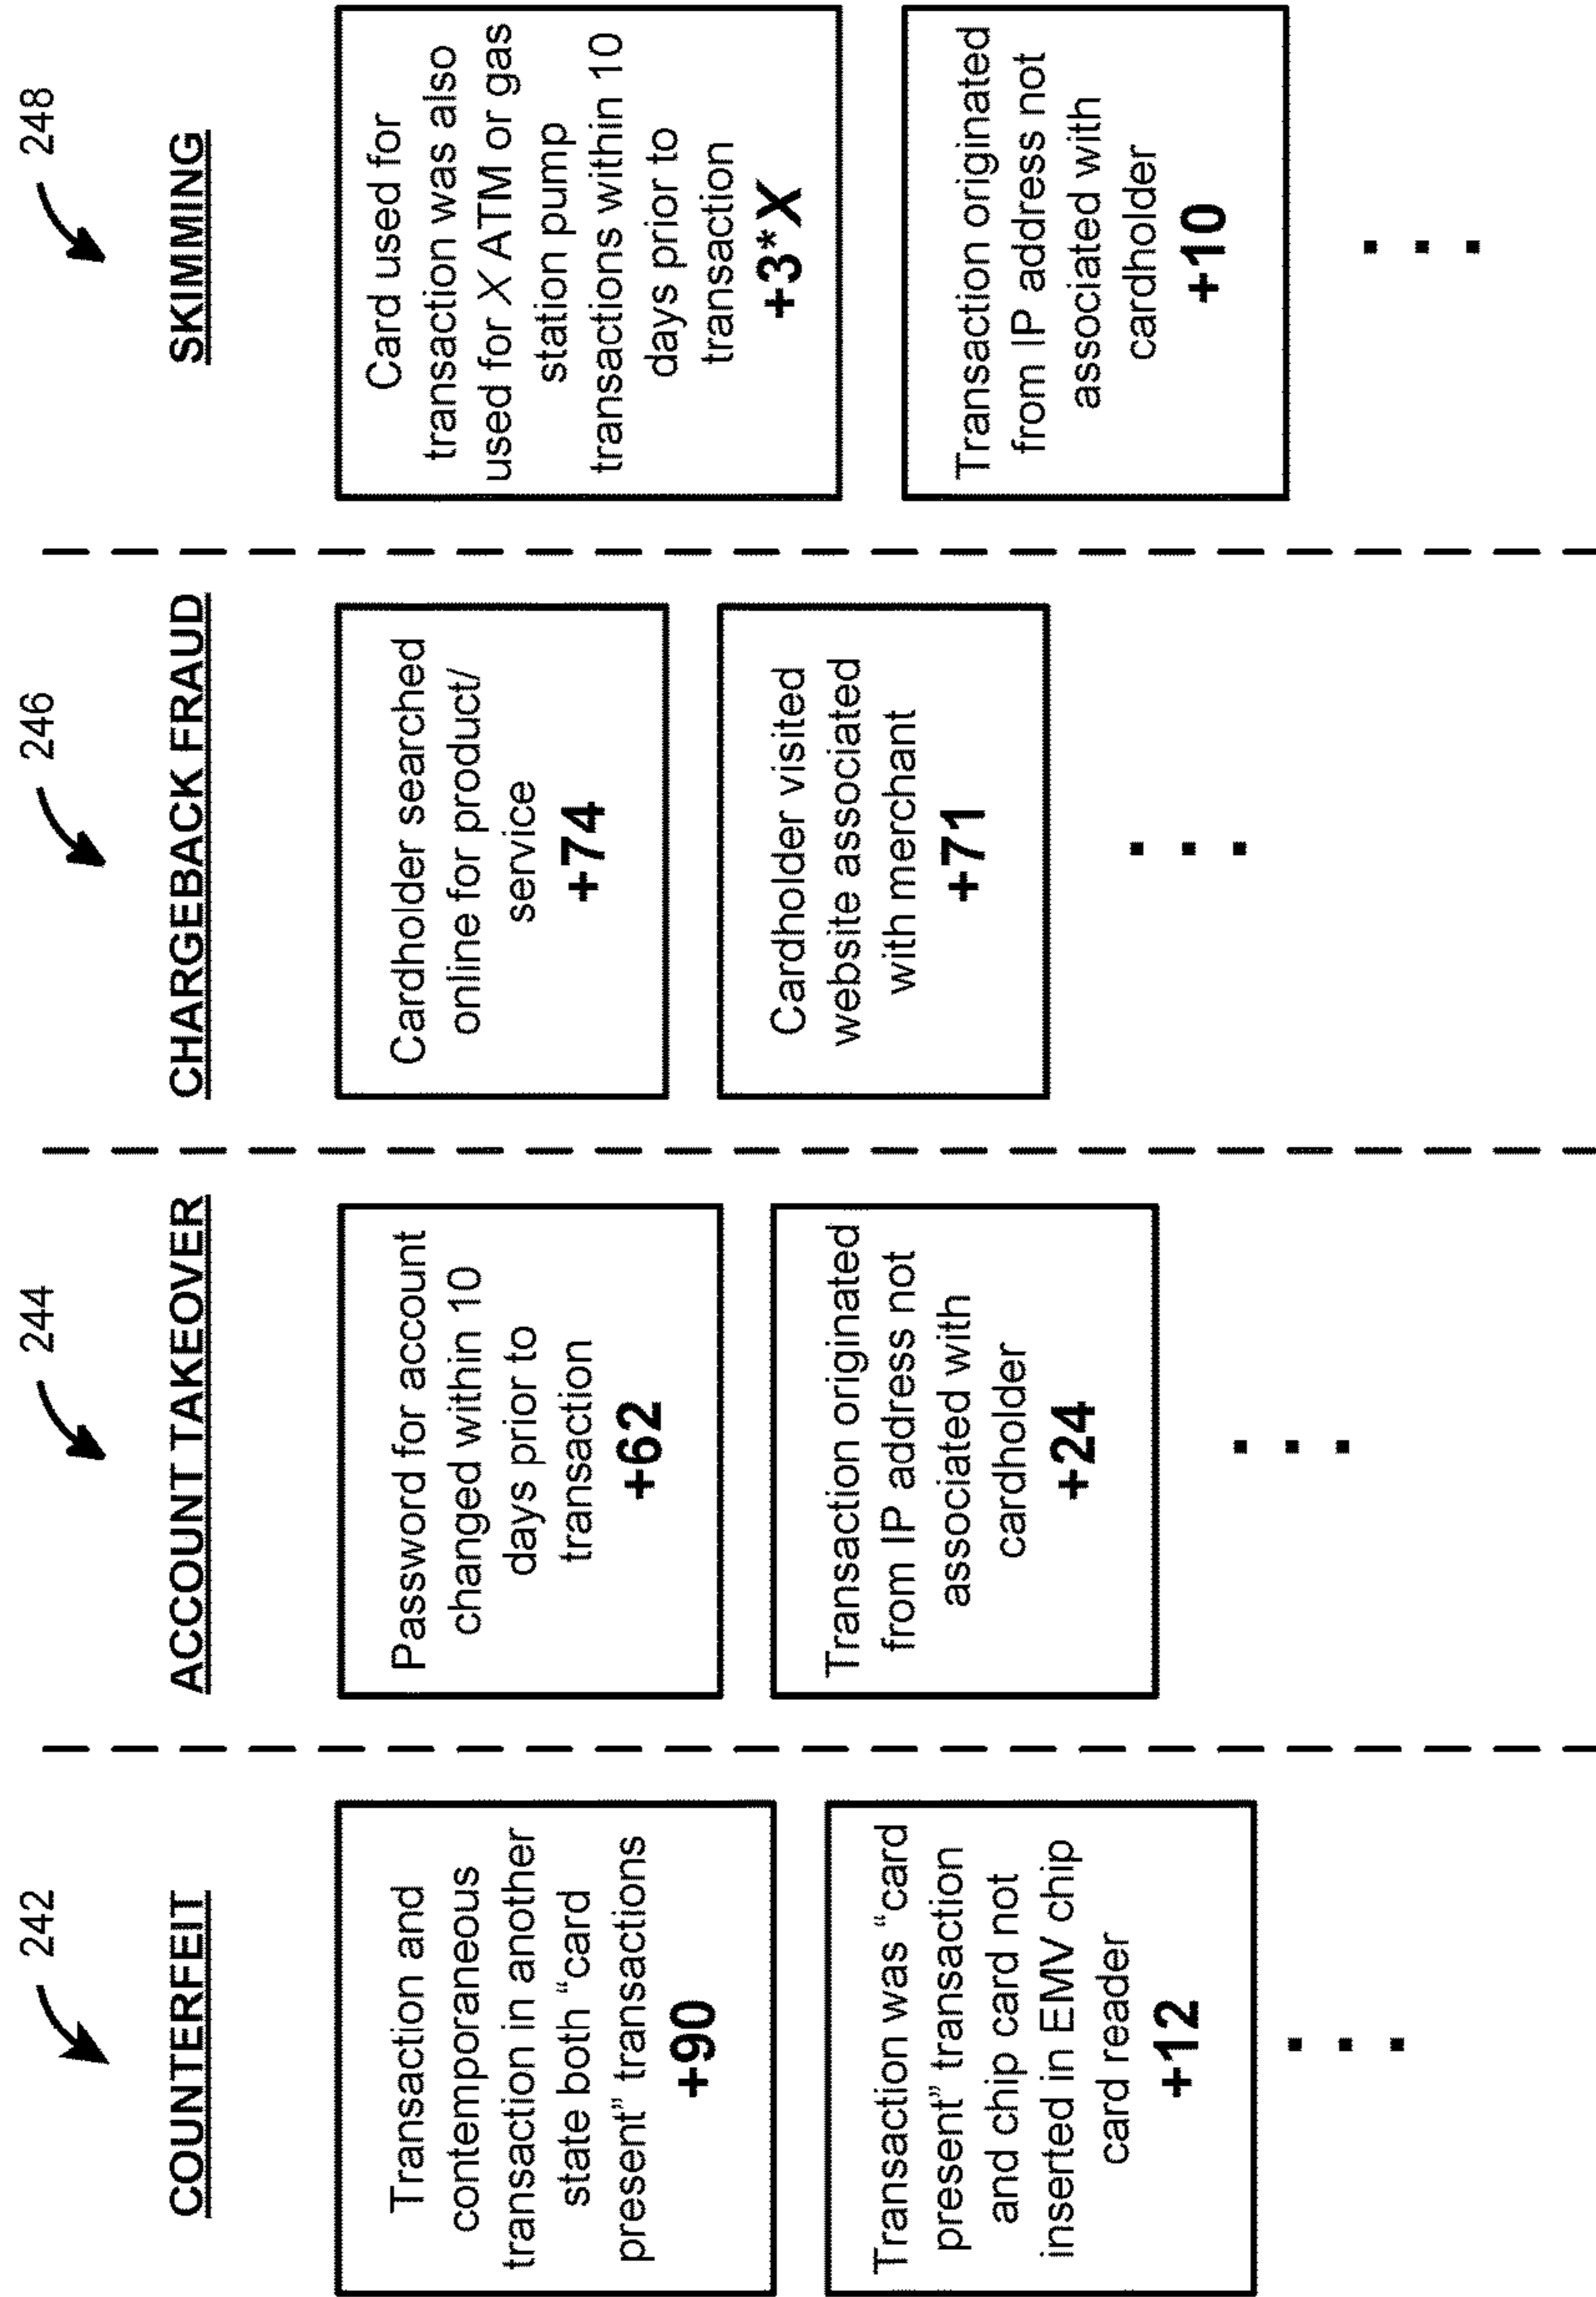 242
COUNTERFEIT
Transaction and
contemporaneous
transaction in another
state both “card
present” transactions
+90
Transaction was “card
present” transaction
and chip card not
inserted in EMV chip
card reader
+12
244
ACCOUNT TAKEOVER
Password for account
changed within 10
days prior to
transaction
+62
Transaction originated
from IP address not
associated with
cardholder
+24
246
CHARGEBACK FRAUD
Cardholder searched
online for product/
service
+74
Cardholder visited
website associated
with merchant
+71
248
SKIMMING
Card used for
transaction was also
used for X ATM or gas
station pump
transactions within 10
days prior to
transaction
+3*X
Transaction originated
from IP address not
associated with
cardholder
+10